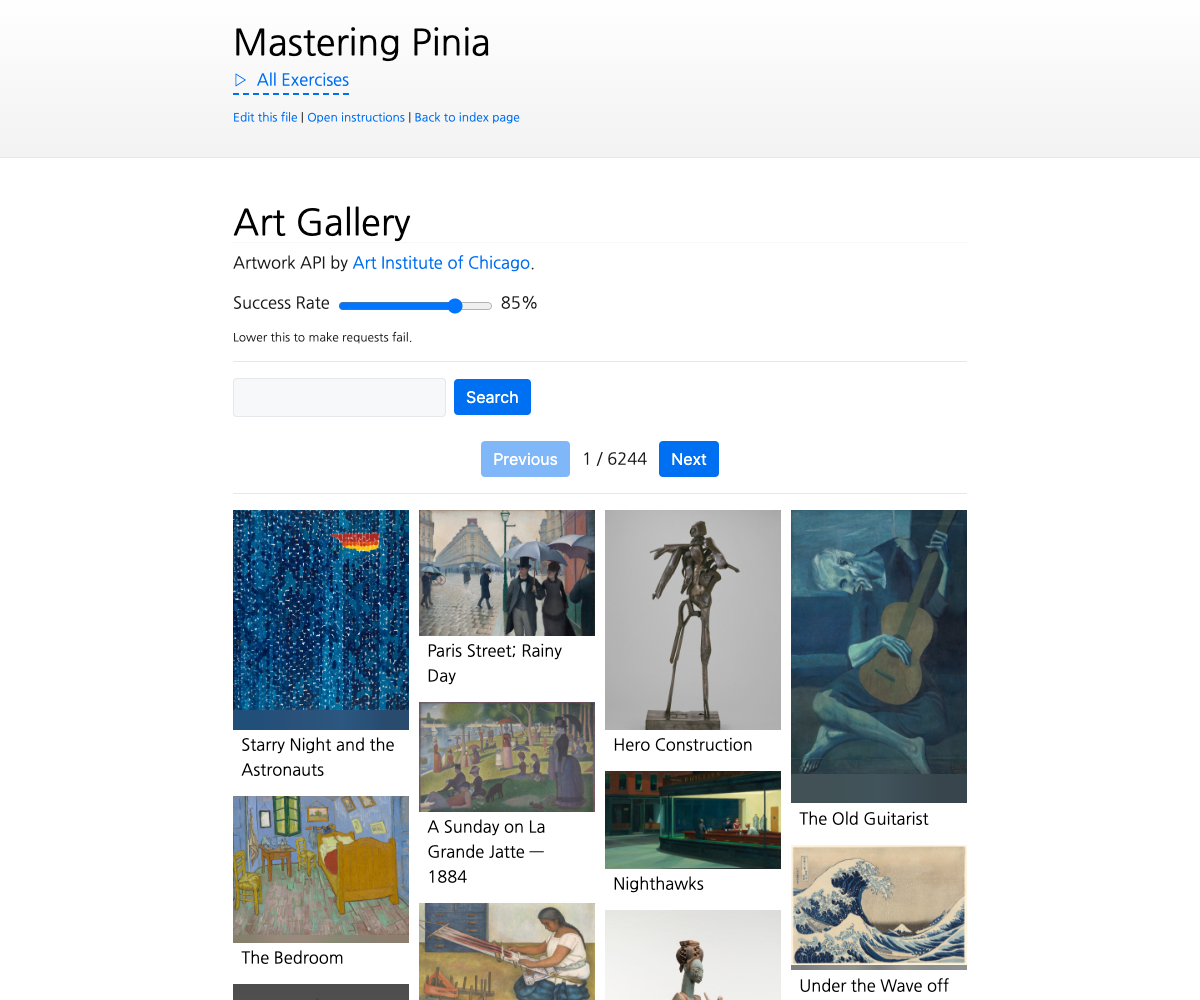 Mastering Pinia
▷ All Exercises
Edit this file | Open instructions | Back to index page
Art Gallery
Artwork API by Art Institute of Chicago.
Success Rate 85%
Lower this to make requests fail.
Search
Previous 1 / 6244 Next
Starry Night and the
Astronauts
The Bedroom
Paris Street; Rainy
Day
A Sunday on La
Grande Jatte —
1884
Hero Construction
Nighthawks
The Old Guitarist
Under the Wave off